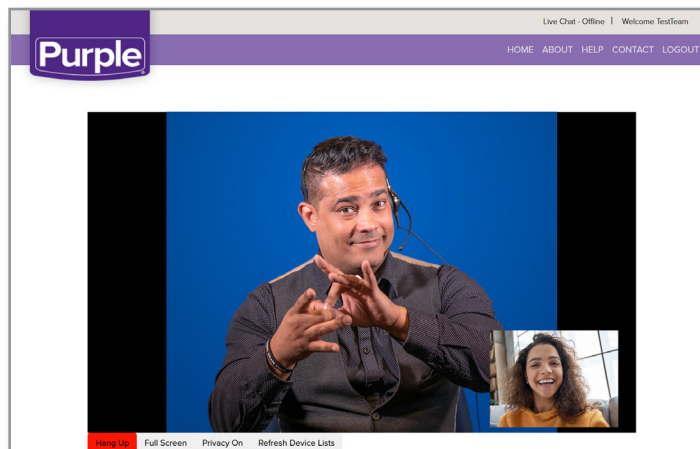 Live Chat - Offline | Welcome TestTeam
Purple®
HOME ABOUT HELP CONTACT LOGOUT
Hang Up Full Screen Privacy On Refresh Device Lists